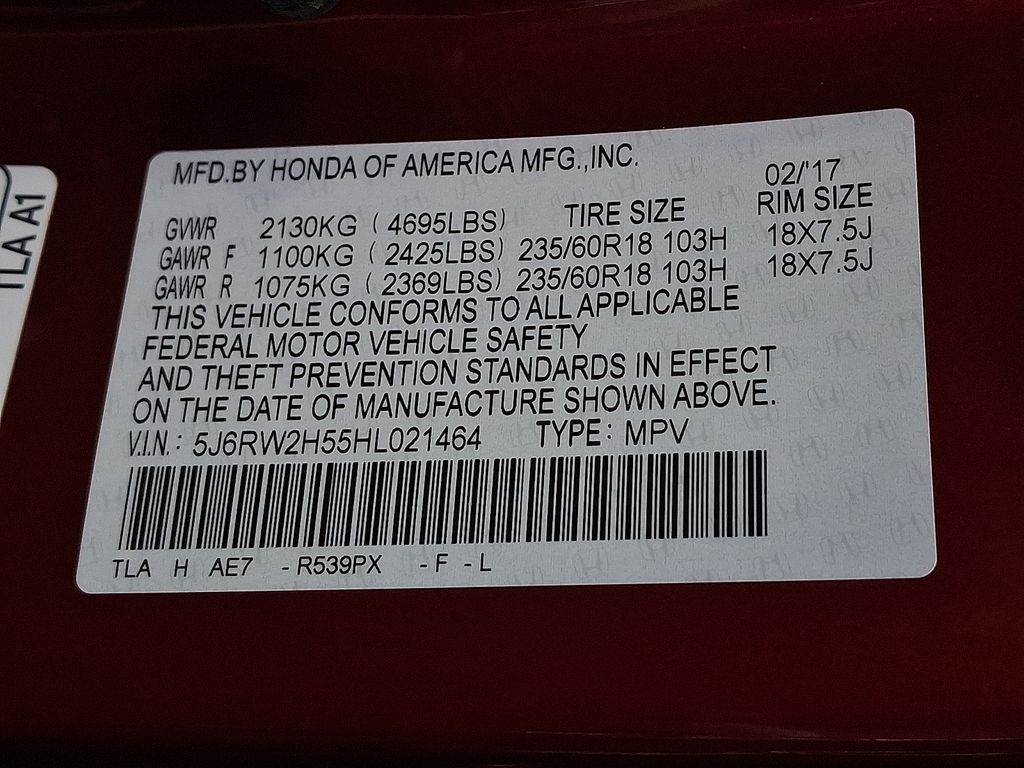 TLA A1
MFD.BY HONDA OF AMERICA MFG.,INC.
02/'17
GVWR 2130KG ( 4695LBS) TIRE SIZE RIM SIZE
GAWR F 1100KG ( 2425LBS) 235/60R18 103H 18X7.5J
GAWR R 1075KG ( 2369LBS) 235/60R18 103H 18X7.5J
THIS VEHICLE CONFORMS TO ALL APPLICABLE
FEDERAL MOTOR VEHICLE SAFETY
AND THEFT PREVENTION STANDARDS IN EFFECT
ON THE DATE OF MANUFACTURE SHOWN ABOVE.
V.I.N.: 5J6RW2H55HL021464 TYPE: MPV
TLA H AE7 - R539PX - F - L